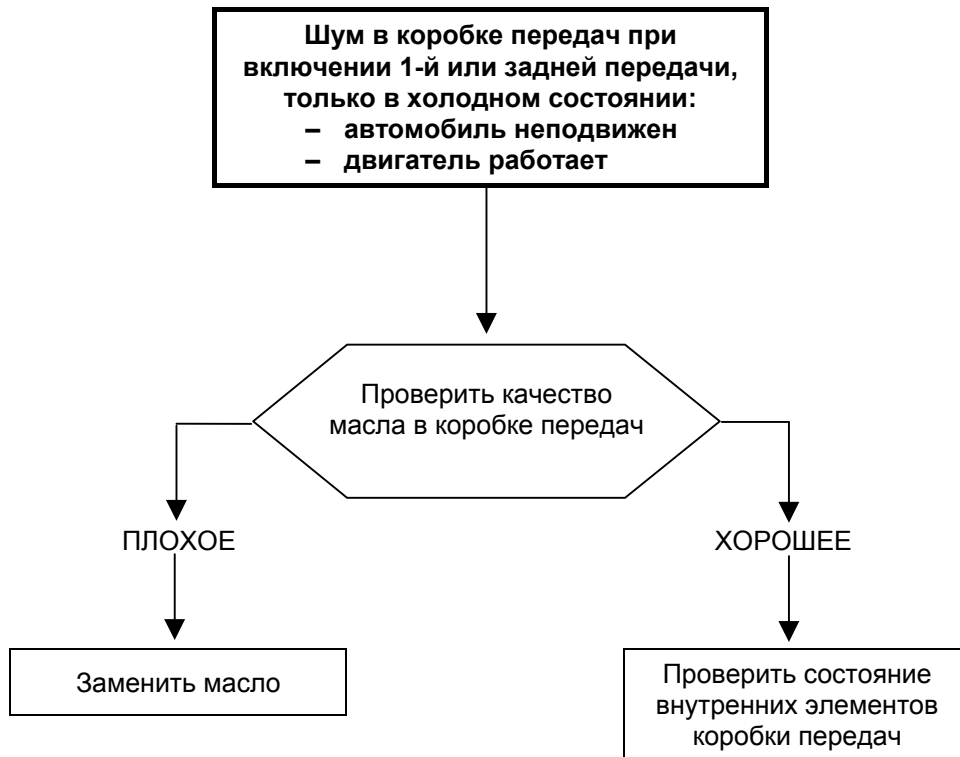 Шум в коробке передач при
включении 1-й или задней передачи,
только в холодном состоянии:
– автомобиль неподвижен
– двигатель работает
Проверить качество
масла в коробке передач
ПЛОХОЕ
ХОРОШЕЕ
Заменить масло
Проверить состояние
внутренних элементов
коробки передач